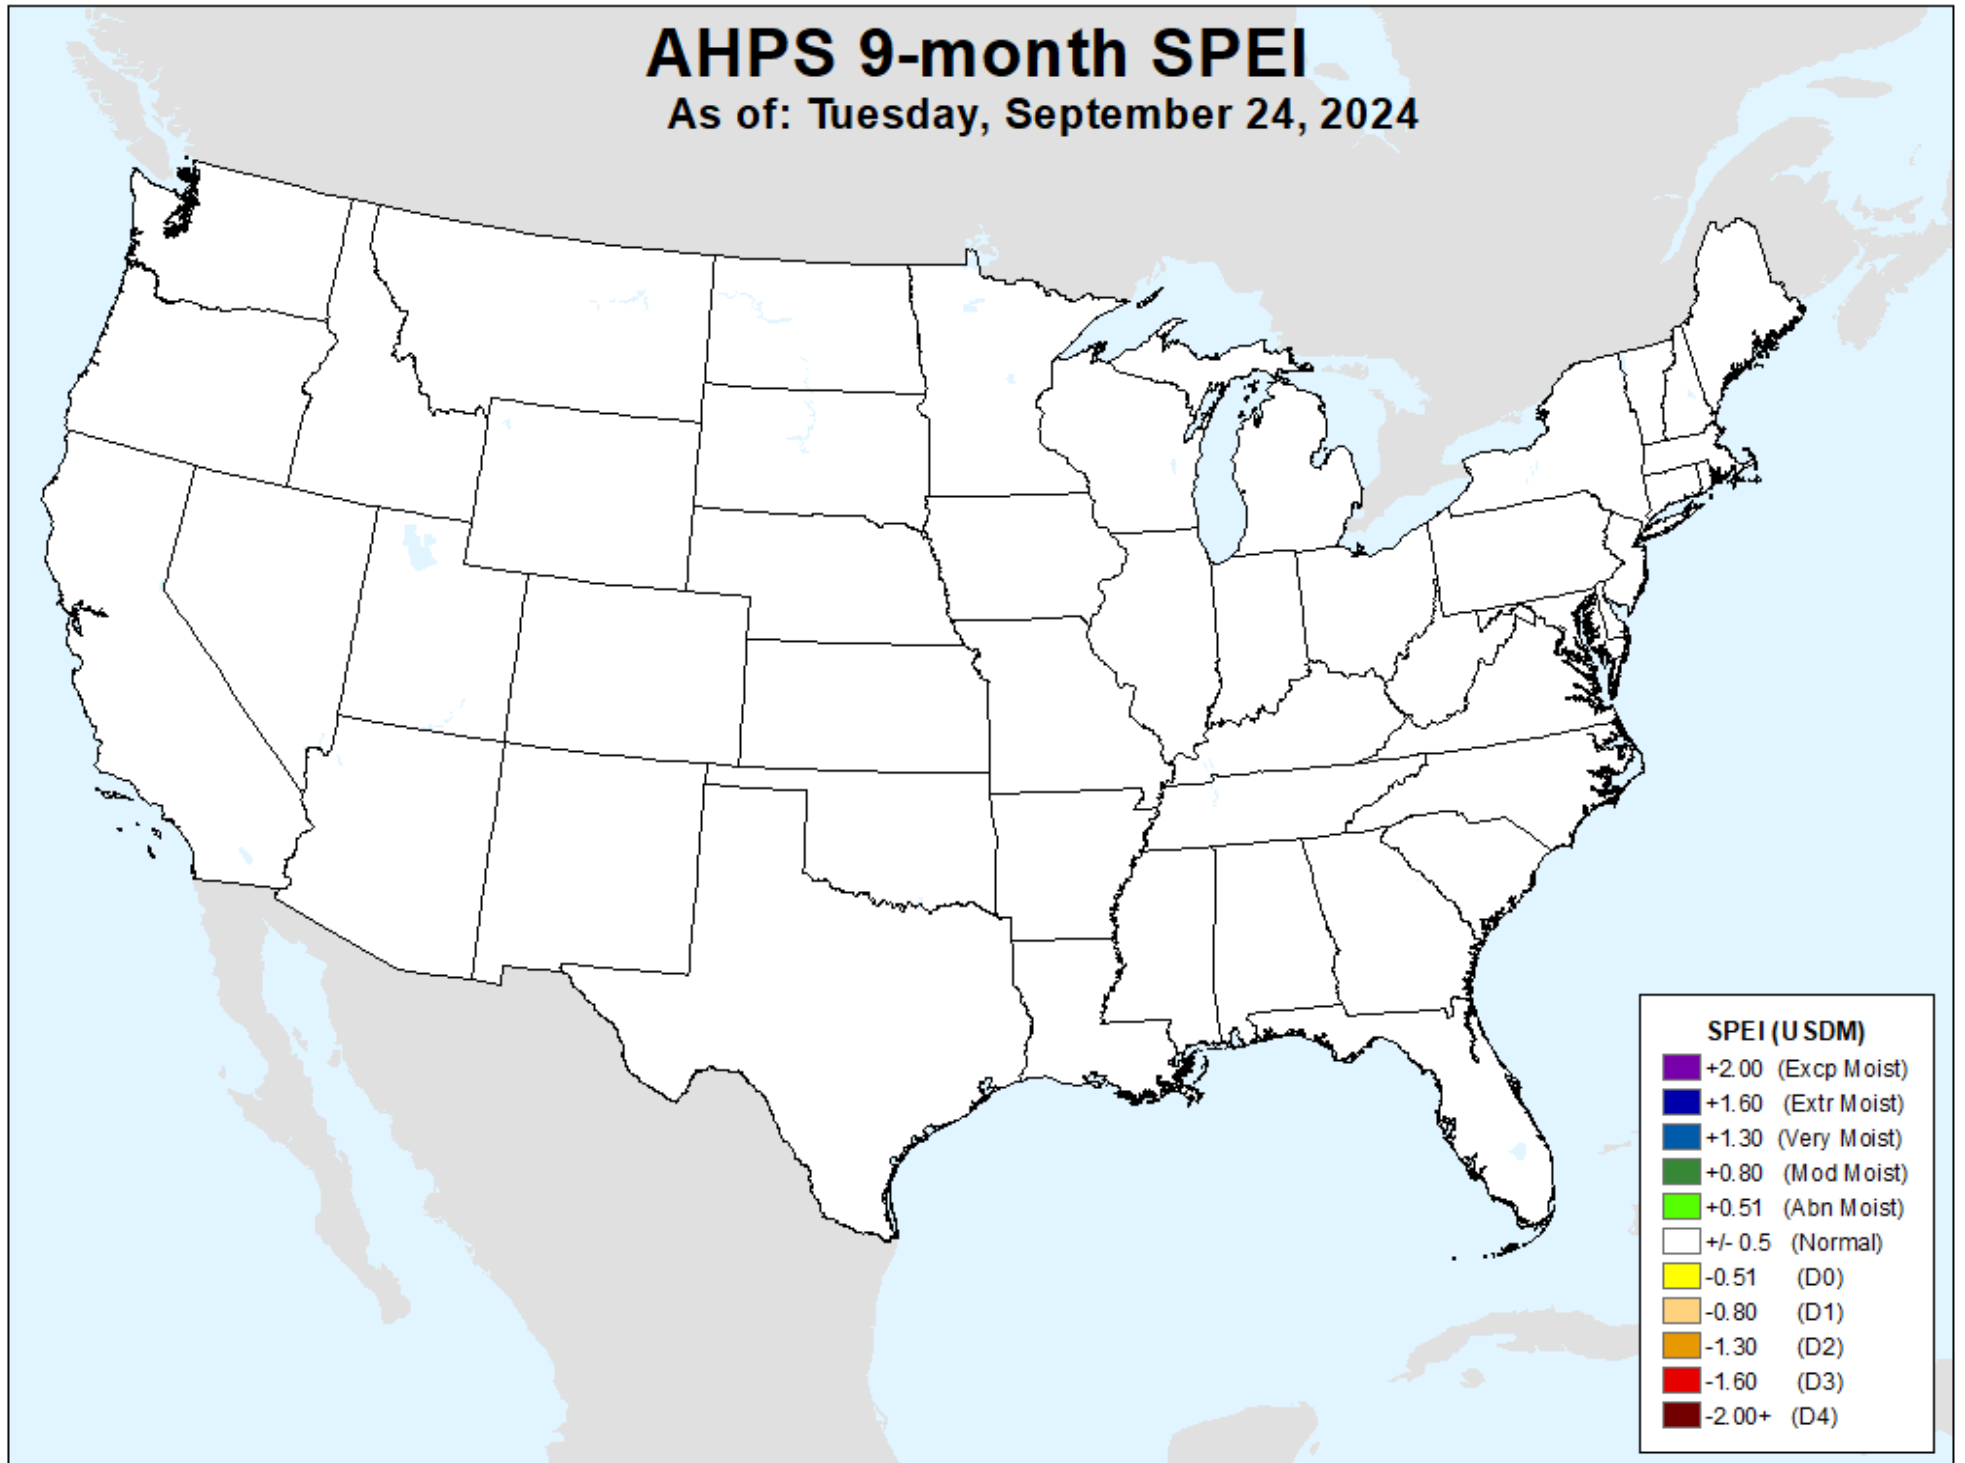 AHPS 9-month SPEI
As of: Tuesday, September 24, 2024
SPEI (USDM)
+2.00 (Excp Moist)
+1.60 (Extr Moist)
+1.30 (Very Moist)
+0.80 (Mod Moist)
+0.51 (Abn Moist)
+/- 0.5 (Normal)
-0.51 (D0)
-0.80 (D1)
-1.30 (D2)
-1.60 (D3)
-2.00+ (D4)